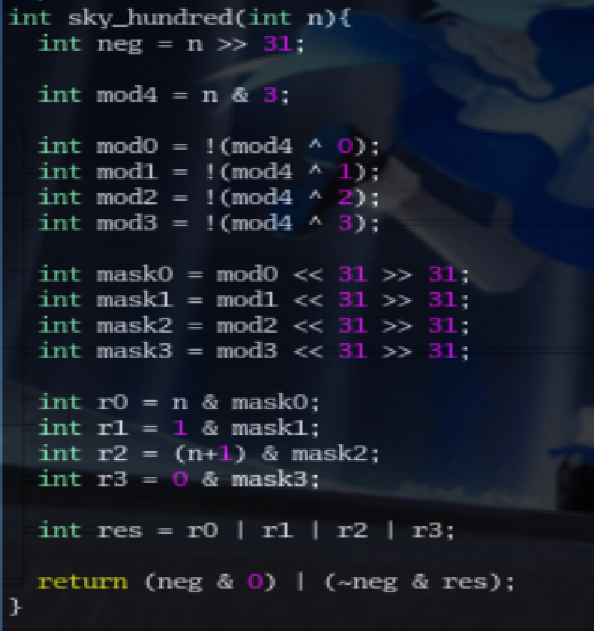 int sky_hundred(int n){
  int neg = n >> 31;

  int mod4 = n & 3;

  int mod0 = !(mod4 ^ 0);
  int mod1 = !(mod4 ^ 1);
  int mod2 = !(mod4 ^ 2);
  int mod3 = !(mod4 ^ 3);

  int mask0 = mod0 << 31 >> 31;
  int mask1 = mod1 << 31 >> 31;
  int mask2 = mod2 << 31 >> 31;
  int mask3 = mod3 << 31 >> 31;

  int r0 = n & mask0;
  int r1 = 1 & mask1;
  int r2 = (n+1) & mask2;
  int r3 = 0 & mask3;

  int res = r0 | r1 | r2 | r3;

  return (neg & 0) | (~neg & res);
}